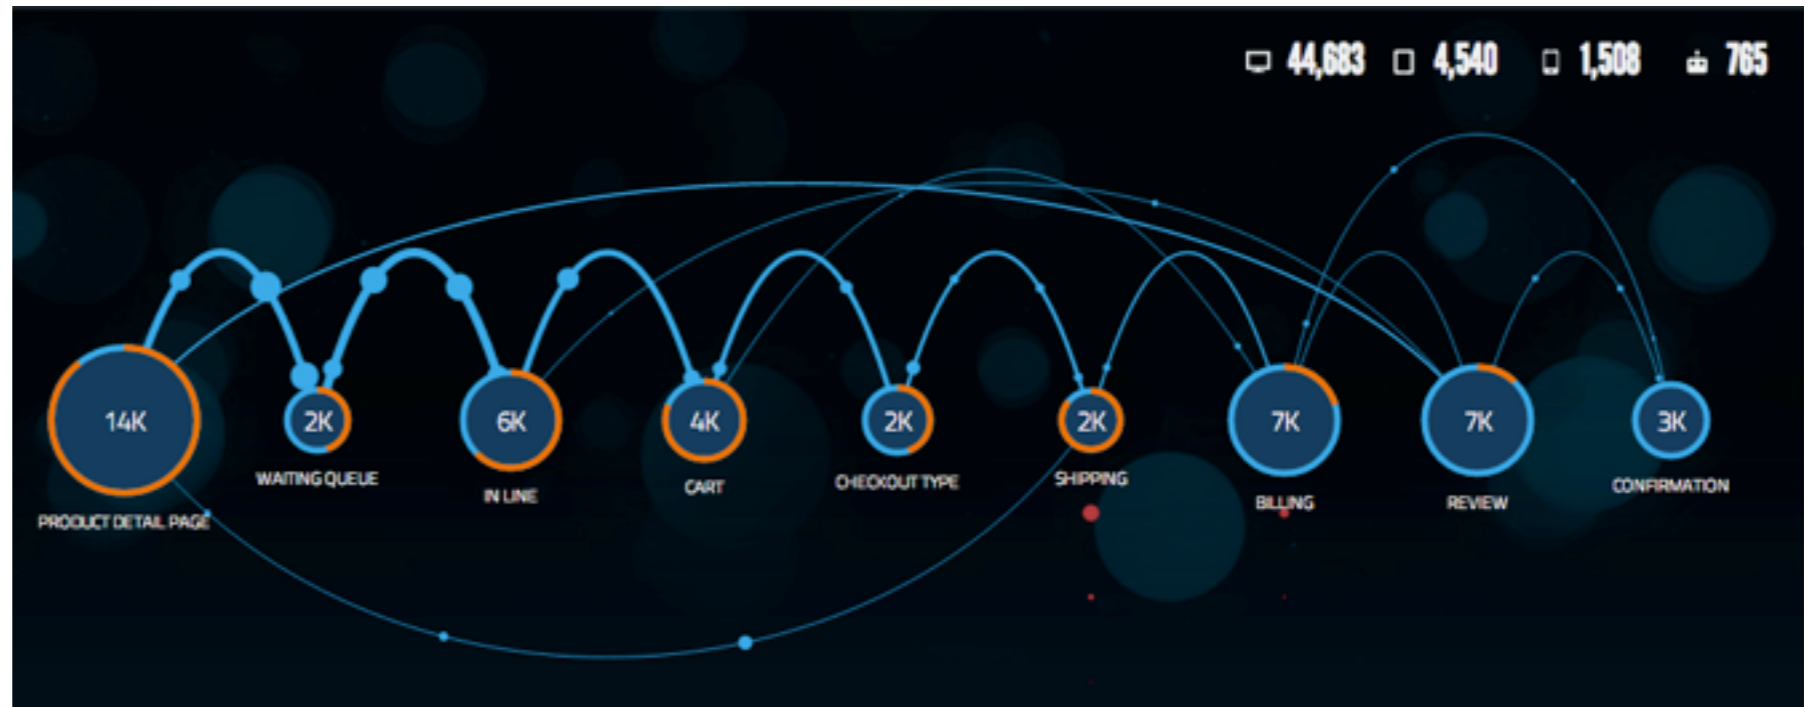 44,683 4,540 1,508 765
14K 2K 6K 4K 2K 2K 7K 7K 3K
PRODUCT DETAIL PAGE
WAITING QUEUE
IN LINE
CART
CHECKOUT TYPE
SHIPPING
BILLING
REVIEW
CONFIRMATION